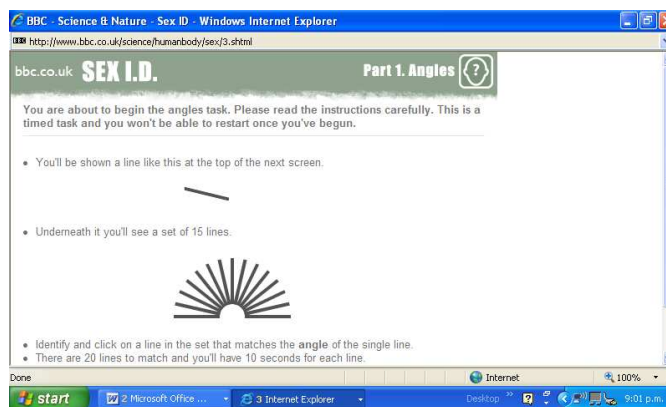 BBC - Science & Nature - Sex ID - Windows Internet Explorer
http://www.bbc.co.uk/science/humanbody/sex/3.shtml
bbc.co.uk SEX I.D. Part 1. Angles ?
You are about to begin the angles task. Please read the instructions carefully. This is a
timed task and you won't be able to restart once you've begun.
• You'll be shown a line like this at the top of the next screen.
• Underneath it you'll see a set of 15 lines.
• Identify and click on a line in the set that matches the angle of the single line.
• There are 20 lines to match and you'll have 10 seconds for each line.
Done Internet 100%
start 2 Microsoft Office ... 3 Internet Explorer Desktop » 9:01 p.m.